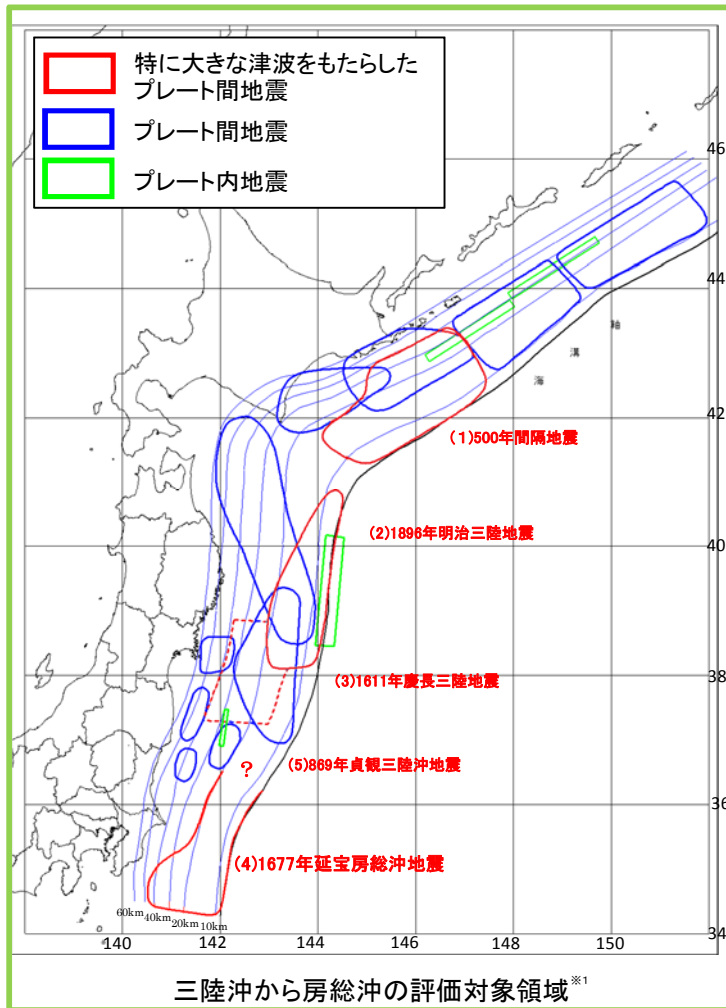 特に大きな津波をもたらした
プレート間地震
プレート間地震
プレート内地震
46
44
42
40
38
36
34
千
島
海
溝
(1)500年間隔地震
(2)1896年明治三陸地震
(3)1611年慶長三陸地震
(5)869年貞観三陸沖地震
?
(4)1677年延宝房総沖地震
60km
40km
20km
10km
140
142
144
146
148
150
三陸沖から房総沖の評価対象領域※1